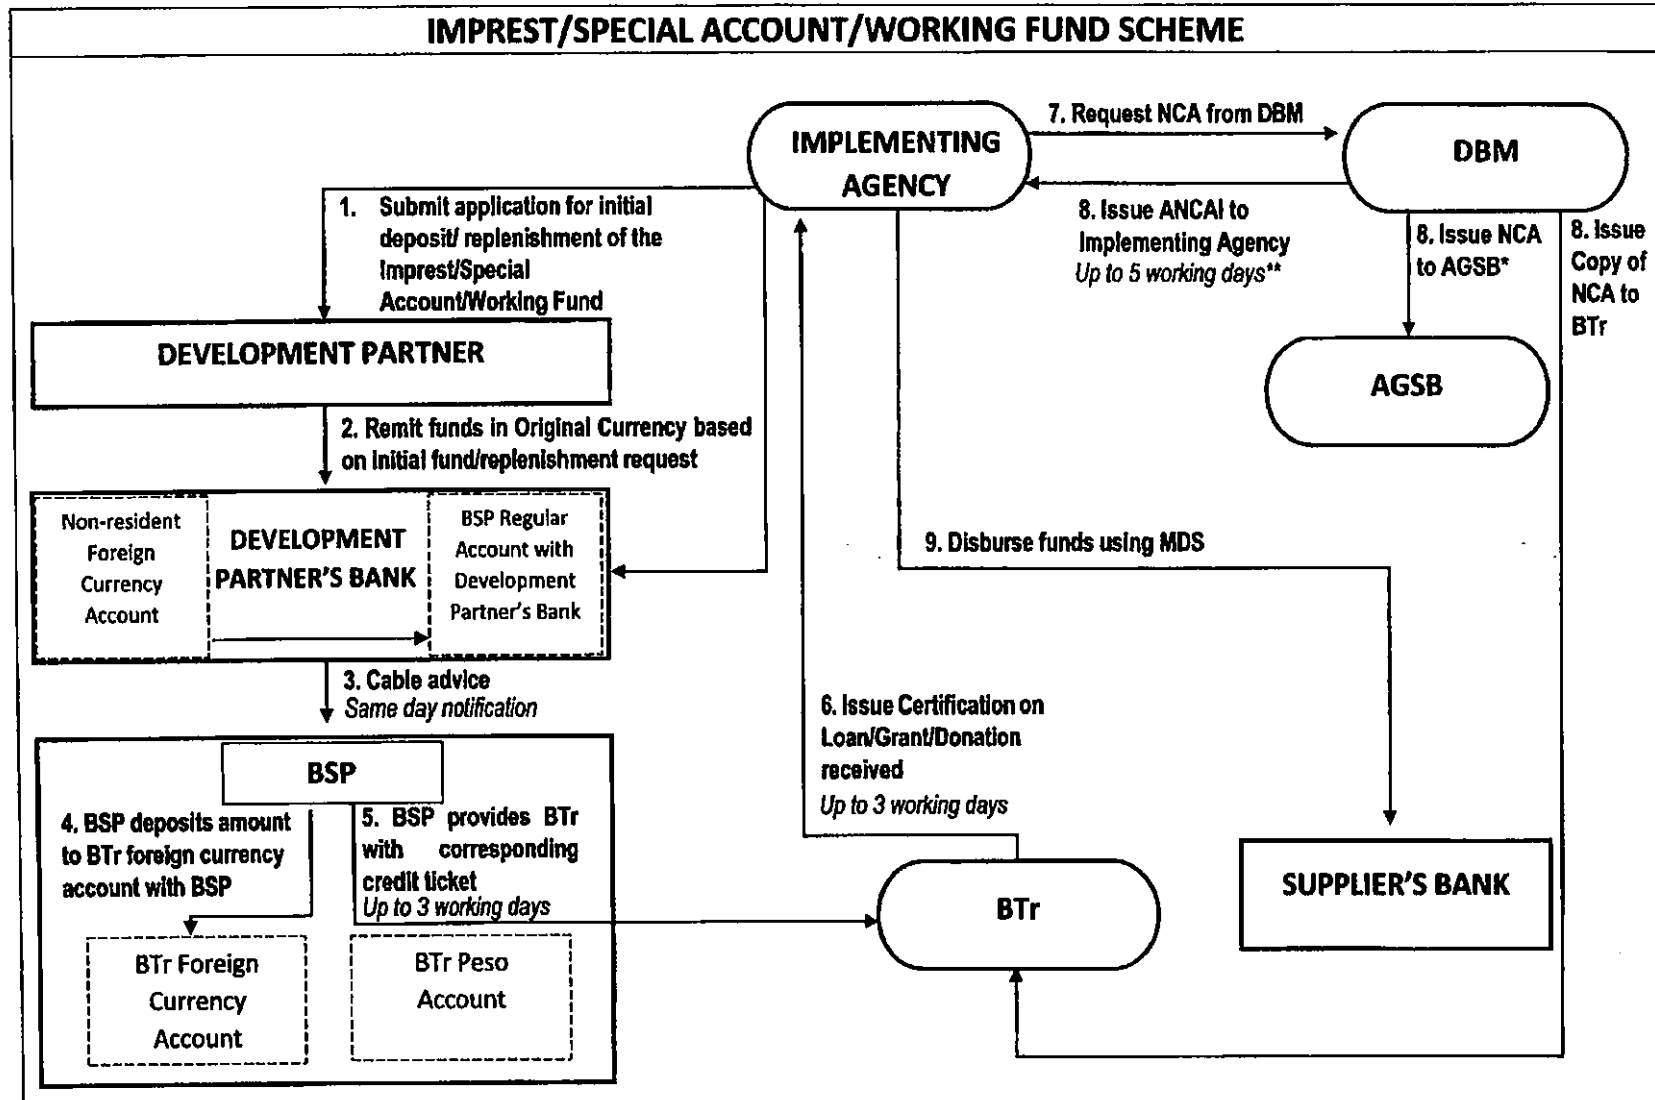 IMPREST/SPECIAL ACCOUNT/WORKING FUND SCHEME
IMPLEMENTING
AGENCY
7. Request NCA from DBM
DBM
1. Submit application for initial
deposit/ replenishment of the
Imprest/Special
Account/Working Fund
8. Issue ANCAI to
Implementing Agency
Up to 5 working days**
8. Issue NCA
to AGSB*
8. Issue
Copy of
NCA to
BTr
DEVELOPMENT PARTNER
AGSB
2. Remit funds in Original Currency based
on initial fund/replenishment request
Non-resident
Foreign
Currency
Account
DEVELOPMENT
PARTNER'S BANK
BSP Regular
Account with
Development
Partner's Bank
9. Disburse funds using MDS
3. Cable advice
Same day notification
6. Issue Certification on
Loan/Grant/Donation
received
Up to 3 working days
BSP
4. BSP deposits amount
to BTr foreign currency
account with BSP
5. BSP provides BTr
with corresponding
credit ticket
Up to 3 working days
BTr Foreign
Currency
Account
BTr Peso
Account
BTr
SUPPLIER'S BANK